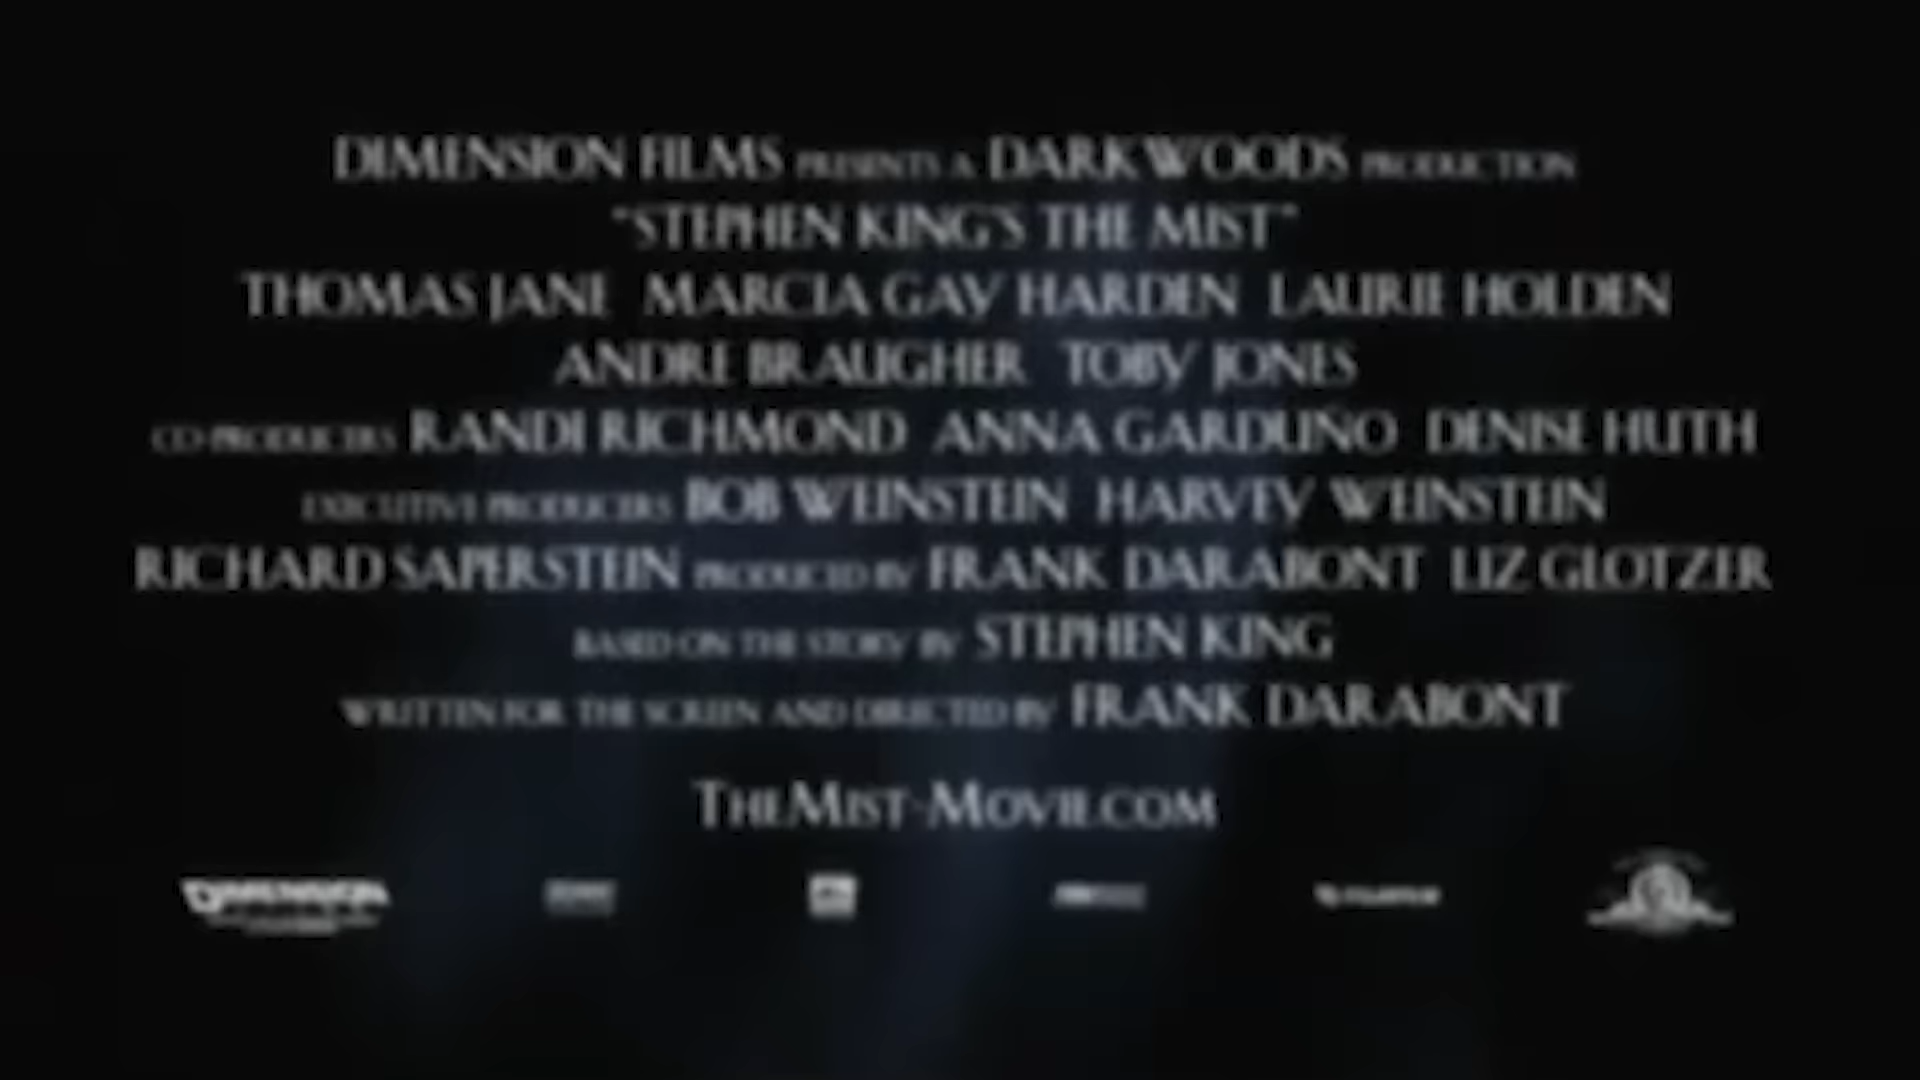 DIMENSION FILMS PRESENTS A DARKWOODS PRODUCTION
"STEPHEN KING'S THE MIST"
THOMAS JANE MARCIA GAY HARDEN LAURIE HOLDEN
ANDRE BRAUGHER TOBY JONES
CO-PRODUCERS RANDI RICHMOND ANNA GARDUÑO DENISE HUTH
EXECUTIVE PRODUCERS BOB WEINSTEIN HARVEY WEINSTEIN
RICHARD SAPERSTEIN PRODUCED BY FRANK DARABONT LIZ GLOTZER
BASED ON THE STORY BY STEPHEN KING
WRITTEN FOR THE SCREEN AND DIRECTED BY FRANK DARABONT
THEMIST-MOVIE.COM
DIMENSION